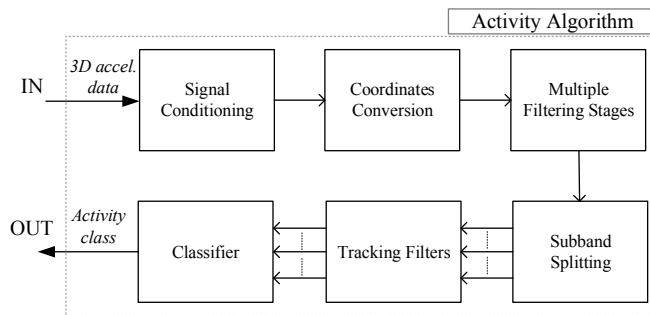 Activity Algorithm
IN
3D accel.
data
Signal
Conditioning
Coordinates
Conversion
Multiple
Filtering Stages
OUT
Activity
class
Classifier
Tracking Filters
Subband
Splitting